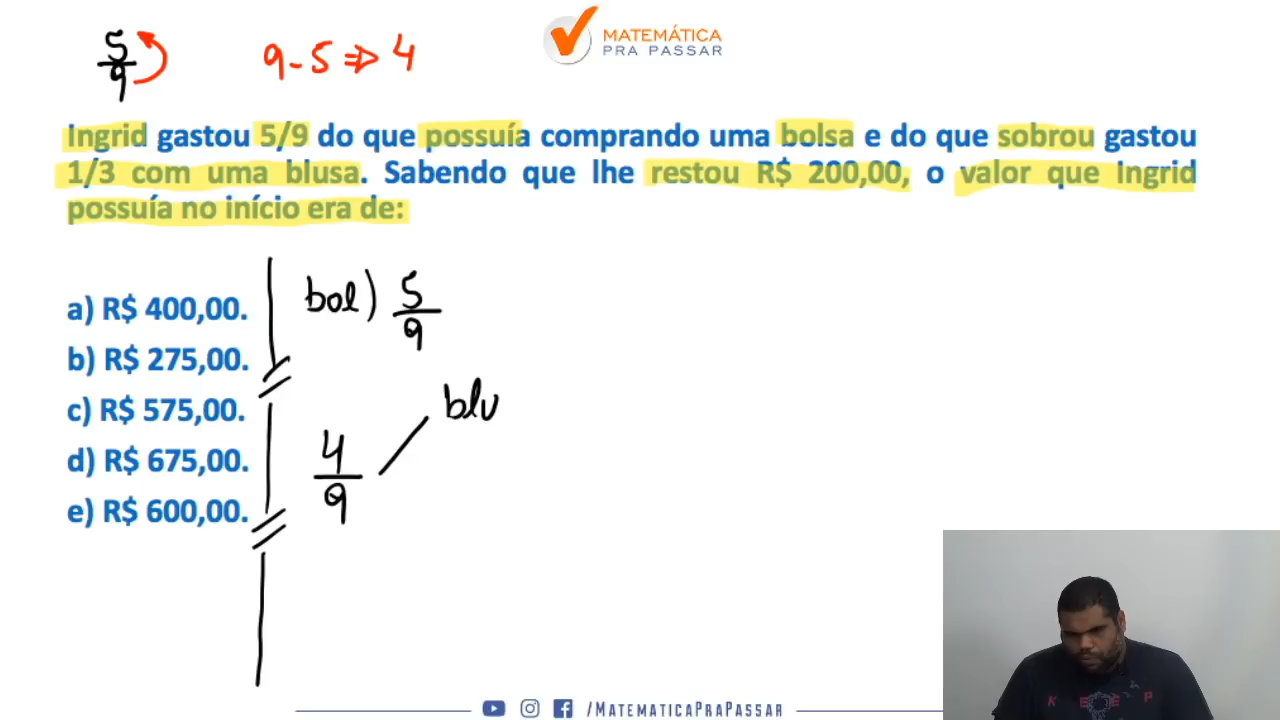 5/9
9 - 5 ⇒ 4
MATEMÁTICA
PRA PASSAR
Ingrid gastou 5/9 do que possuía comprando uma bolsa e do que sobrou gastou
1/3 com uma blusa. Sabendo que lhe restou R$ 200,00, o valor que Ingrid
possuía no início era de:
a) R$ 400,00.
b) R$ 275,00.
c) R$ 575,00.
d) R$ 675,00.
e) R$ 600,00.
bol) 5/9
blu
4/9
KEEP
/MATEMATICAPRAPASSAR